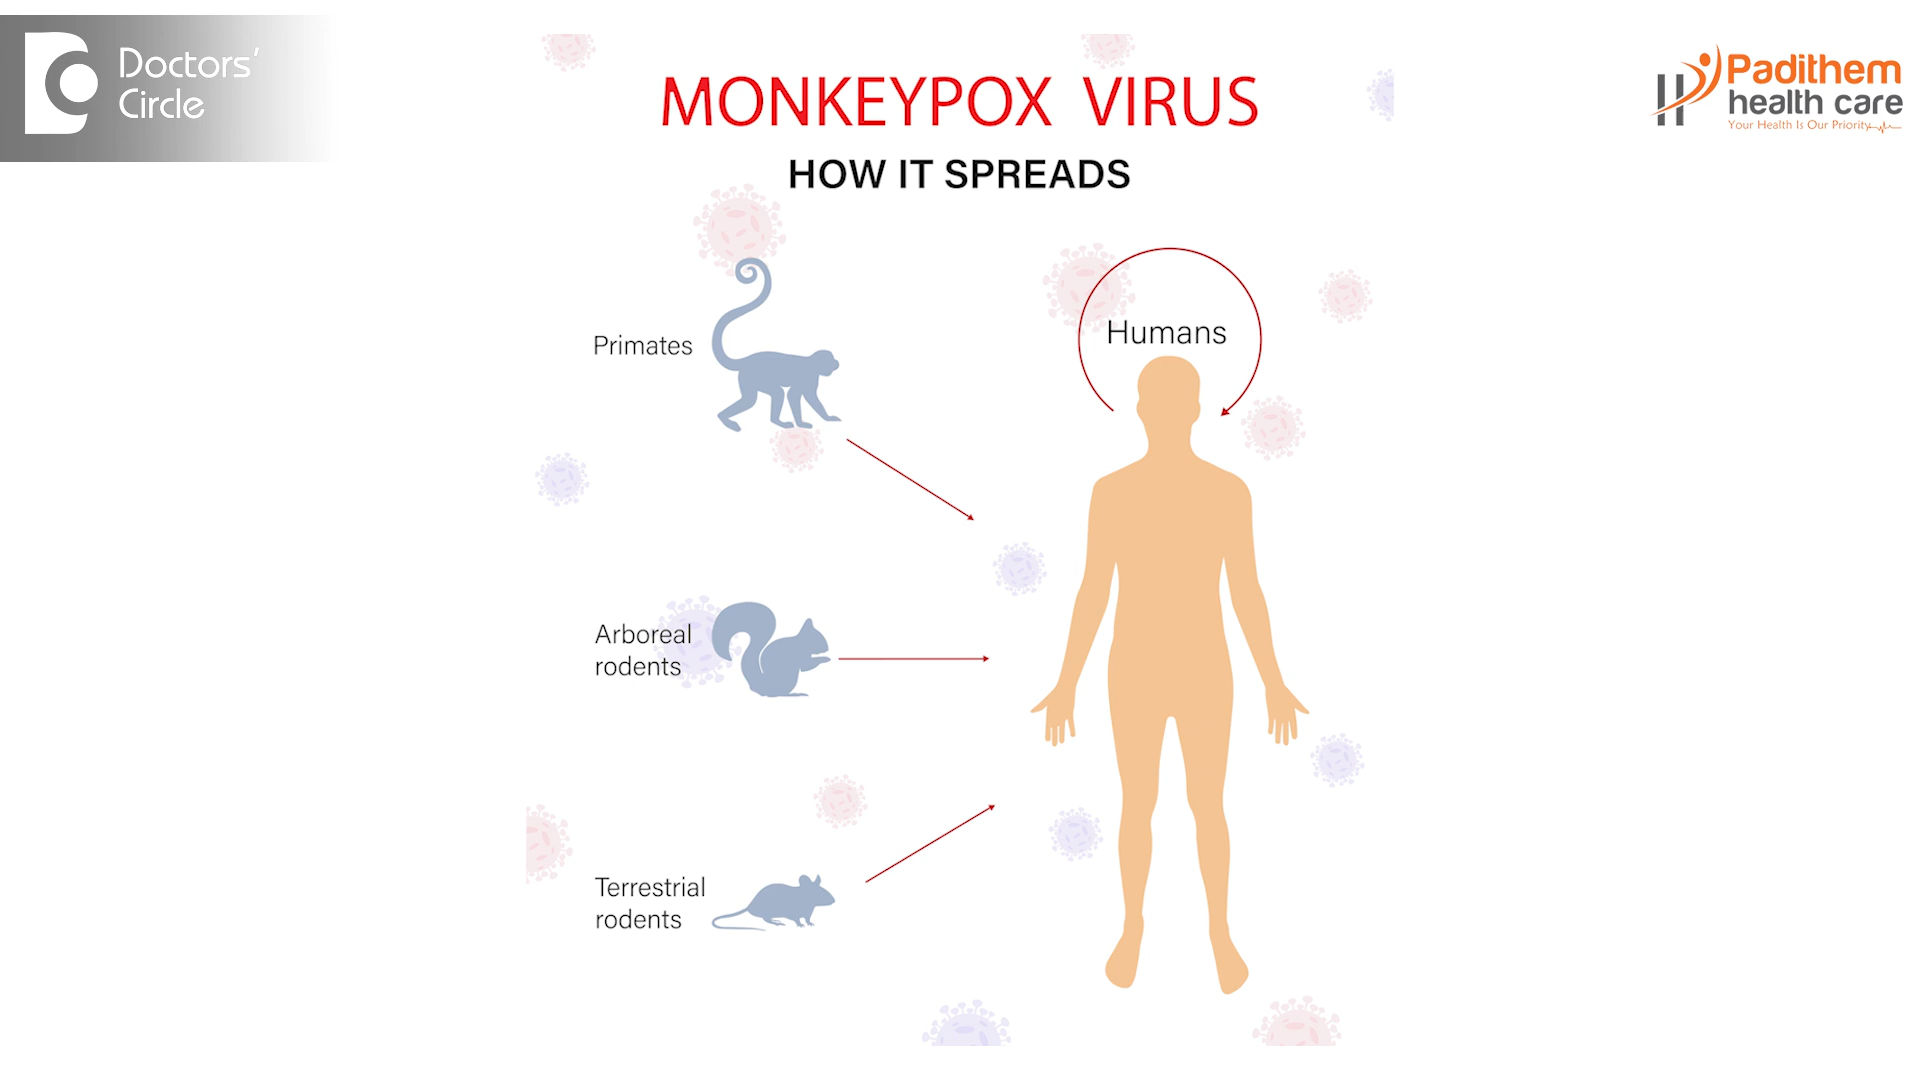 Doctors'
Circle
Padithem
health care
Your Health Is Our Priority
MONKEYPOX VIRUS
HOW IT SPREADS
Primates
Humans
Arboreal
rodents
Terrestrial
rodents